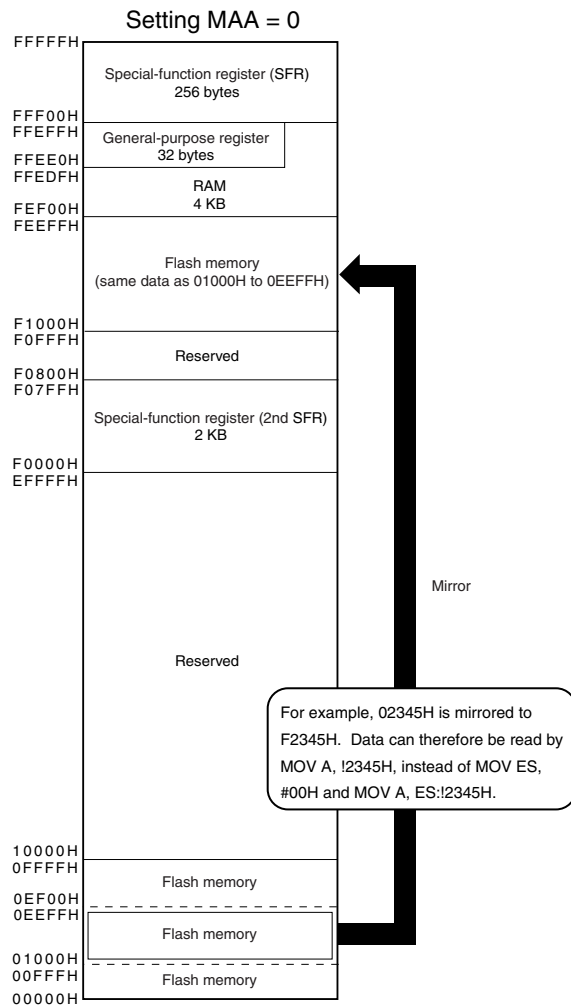 Setting MAA = 0
FFFFFH
Special-function register (SFR)
256 bytes
FFF00H
FFEFFH
General-purpose register
32 bytes
FFEE0H
FFEDFH
RAM
4 KB
FEF00H
FEEFFH
Flash memory
(same data as 01000H to 0EEFFH)
F1000H
F0FFFH
Reserved
F0800H
F07FFH
Special-function register (2nd SFR)
2 KB
F0000H
EFFFFH
Mirror
Reserved
For example, 02345H is mirrored to
F2345H.  Data can therefore be read by
MOV A, !2345H, instead of MOV ES,
#00H and MOV A, ES:!2345H.
10000H
0FFFFH
Flash memory
0EF00H
0EEFFH
Flash memory
01000H
00FFFH
Flash memory
00000H